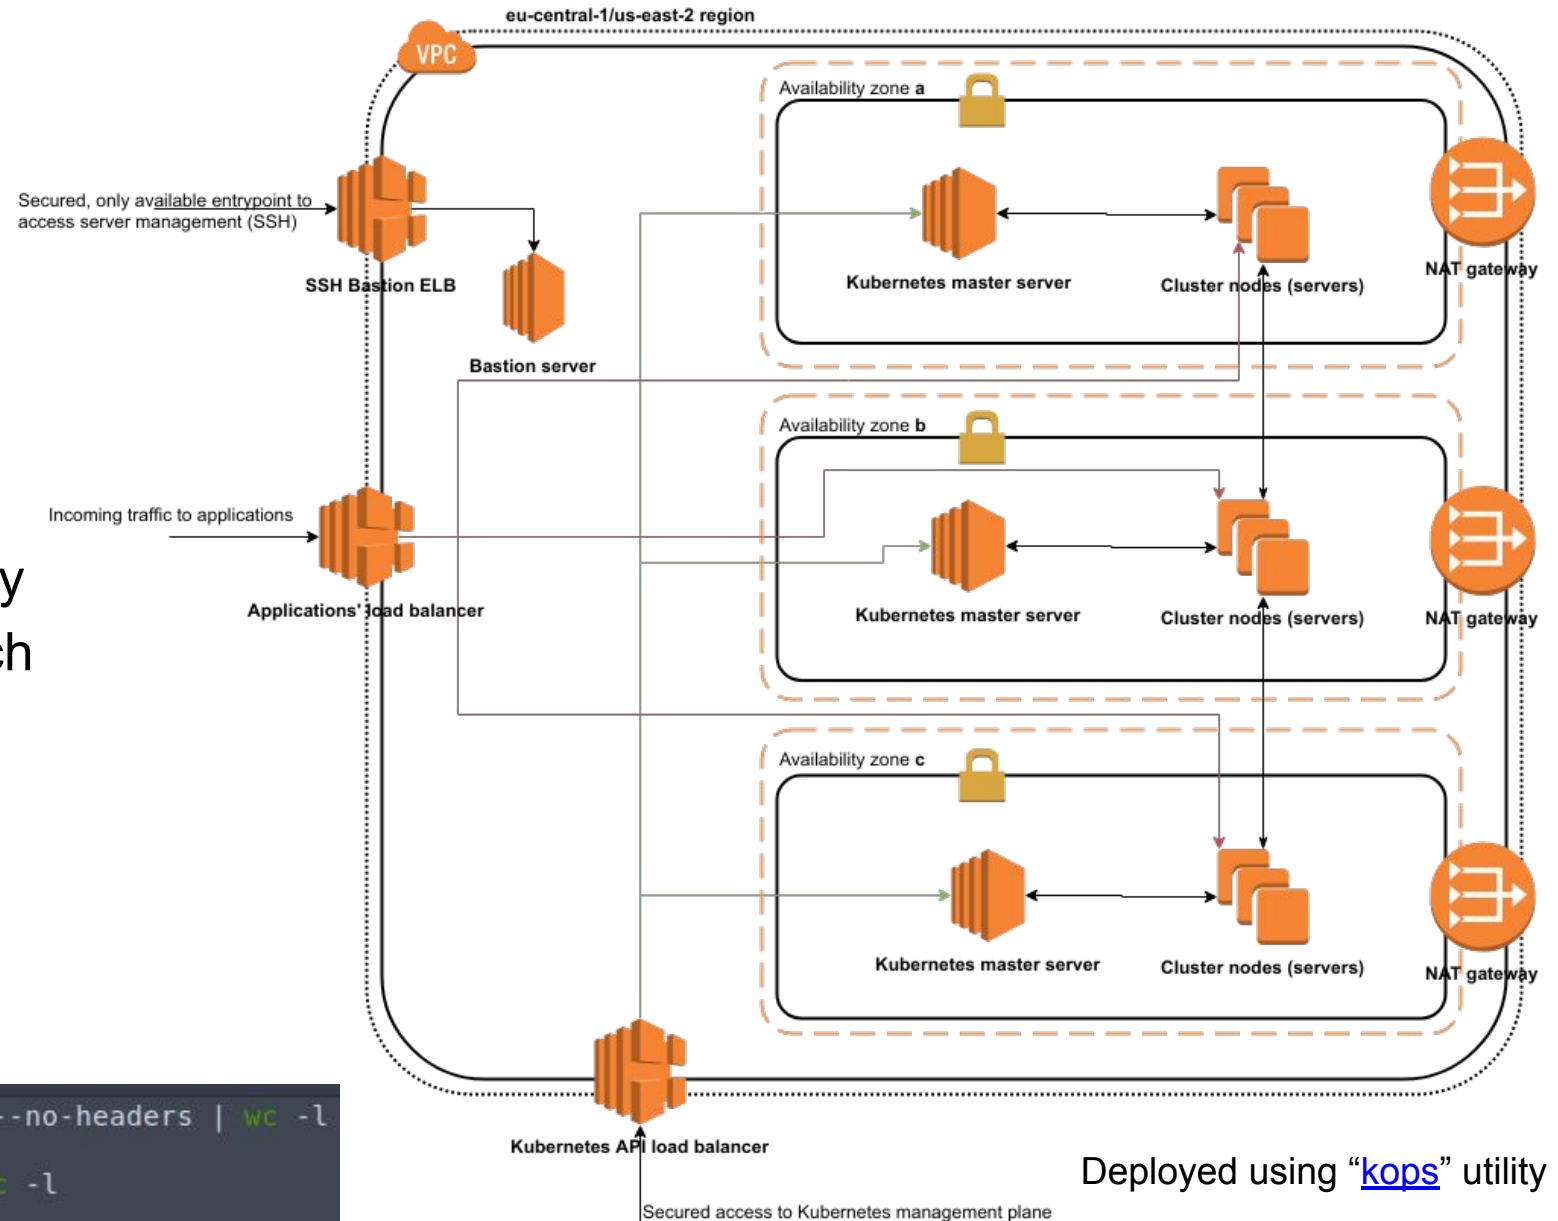 eu-central-1/us-east-2 region
VPC
Availability zone a
Secured, only available entrypoint to
access server management (SSH)
SSH Bastion ELB
Kubernetes master server
Cluster nodes (servers)
NAT gateway
Bastion server
Availability zone b
Incoming traffic to applications
y
Applications' load balancer
Kubernetes master server
Cluster nodes (servers)
NAT gateway
ch
Availability zone c
Kubernetes master server
Cluster nodes (servers)
NAT gateway
--no-headers | wc -l
Kubernetes API load balancer
Deployed using “kops” utility
-l
Secured access to Kubernetes management plane